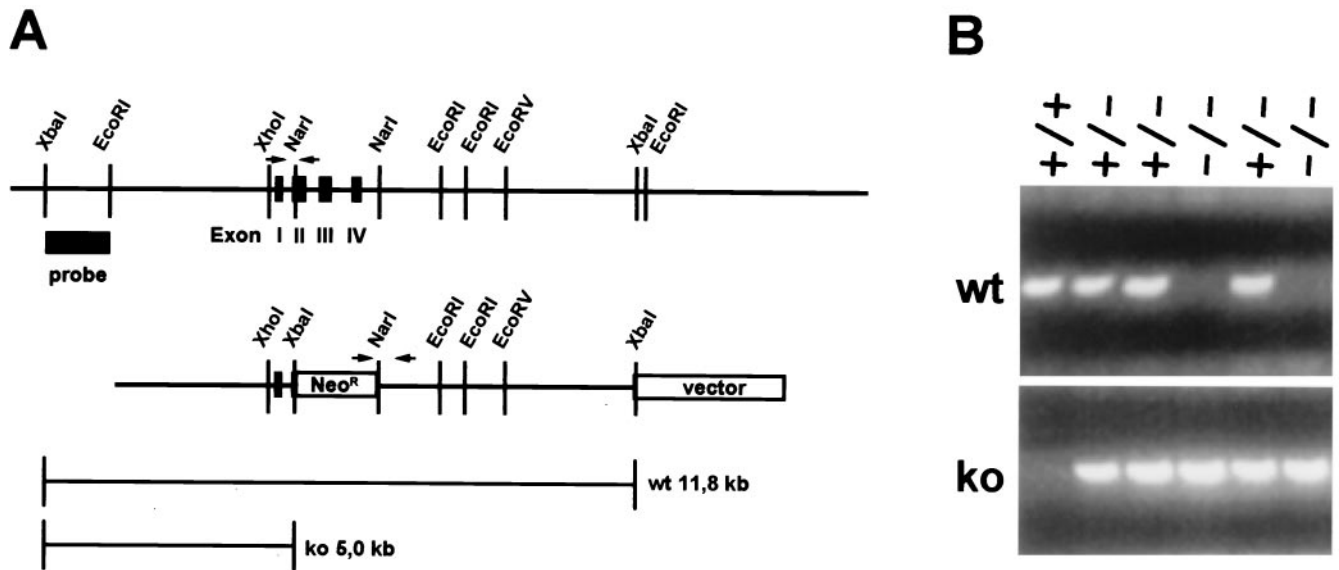 A
B
XbaI
EcoRI
XhoI
NarI
NarI
EcoRI
EcoRI
EcoRV
XbaI
EcoRI
Exon I II III IV
probe
XhoI
XbaI
NarI
EcoRI
EcoRI
EcoRV
XbaI
Neo^R
vector
wt 11,8 kb
ko 5,0 kb
+/+ +/- +/- -/- +/- -/-
wt
ko